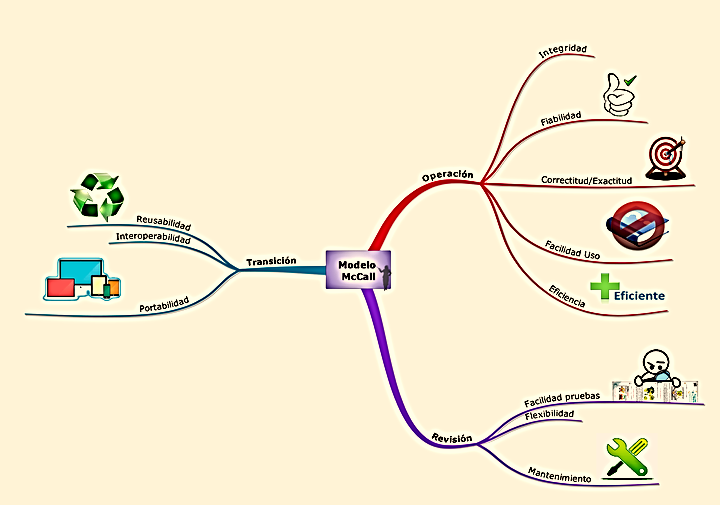 Modelo
McCall
Operación
Integridad
Fiabilidad
Correctitud/Exactitud
Facilidad Uso
Eficiencia
Eficiente
Transición
Reusabilidad
Interoperabilidad
Portabilidad
Revisión
Facilidad pruebas
Flexibilidad
Mantenimiento